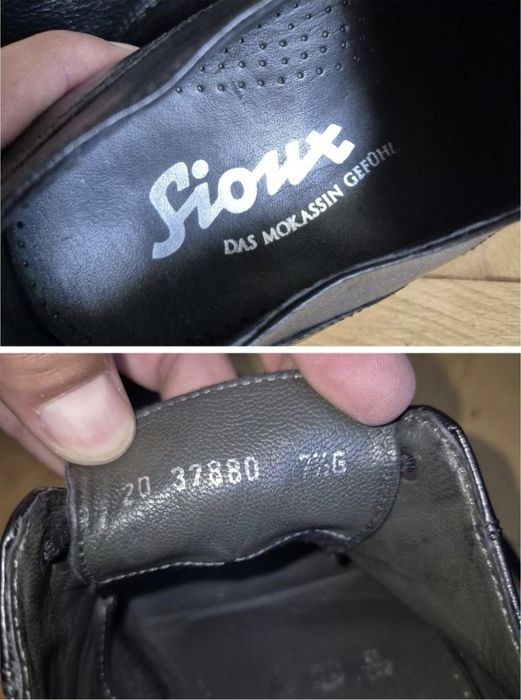 Sioux
DAS MOKASSIN GEFÜHL
20 37880 7½G